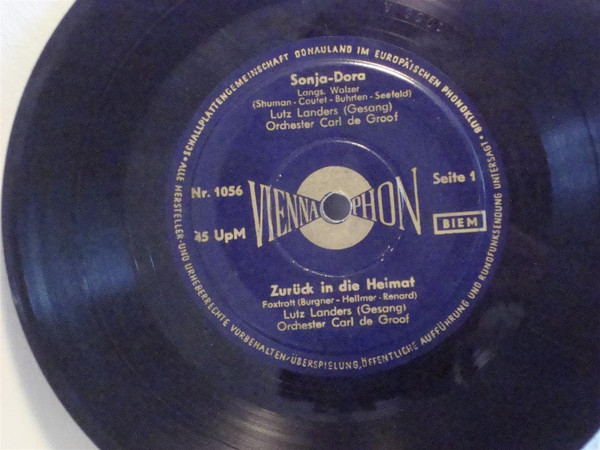 • SCHALLPLATTENGEMEINSCHAFT DONAULAND IM EUROPÄISCHEN PHONOKLUB •
Sonja-Dora
Langs. Walzer
(Shuman - Coutet - Buhrten - Seefeld)
Lutz Landers (Gesang)
Orchester Carl de Groof
Nr. 1056
Seite 1
VIENNAPHON
45 UpM
BIEM
Zurück in die Heimat
Foxtrott (Burgner - Hellmer - Renard)
Lutz Landers (Gesang)
Orchester Carl de Groof
ALLE HERSTELLER- UND URHEBERRECHTE VORBEHALTEN/ÜBERSPIELUNG, ÖFFENTLICHE AUFFÜHRUNG UND RUNDFUNKSENDUNG UNTERSAGT •